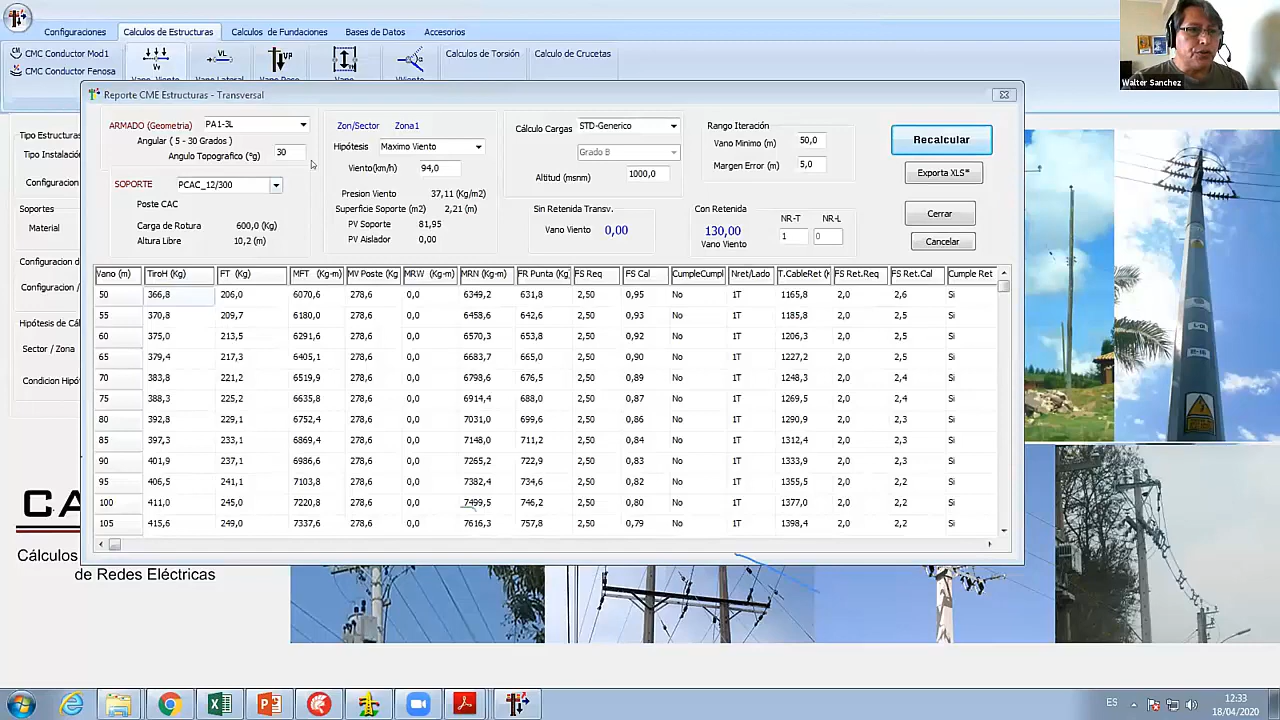 Configuraciones Calculos de Estructuras Calculos de Fundaciones Bases de Datos Accesorios
CMC Conductor Mod1
CMC Conductor Fenosa
VL
VP
Calculos de Torsión
Calculo de Crucetas
Walter Sanchez
Reporte CME Estructuras - Transversal
Tipo Estructuras
Tipo Instalación
Configuracion
Soportes
Material
Configuracion d
Configuracion /
Hipótesis de Cál
Sector / Zona
Condicion Hipó
ARMADO (Geometria) PA1-3L
Angular ( 5 - 30 Grados )
Angulo Topografico (ºg) 30
SOPORTE PCAC_12/300
Poste CAC
Carga de Rotura 600,0 (Kg)
Altura Libre 10,2 (m)
Zon/Sector Zona1
Hipótesis Maximo Viento
Viento(km/h) 94,0
Presion Viento 37,11 (Kg/m2)
Superficie Soporte (m2) 2,21 (m)
PV Soporte 81,95
PV Aislador 0,00
Cálculo Cargas STD-Generico
Grado B
Altitud (msnm) 1000,0
Sin Retenida Transv.
Vano Viento 0,00
Rango Iteración
Vano Minimo (m) 50,0
Margen Error (m) 5,0
Con Retenida
130,00
Vano Viento
NR-T NR-L
1 0
Recalcular
Exporta XLS*
Cerrar
Cancelar
Vano (m) TiroH (Kg) FT (Kg) MFT (Kg-m) MV Poste (Kg MRW (Kg-m) MRN (Kg-m) FR Punta (Kg FS Req FS Cal CumpleCumpl Nret/Lado T.CableRet (K FS Ret.Req FS Ret.Cal Cumple Ret
50 366,8 206,0 6070,6 278,6 0,0 6349,2 631,8 2,50 0,95 No 1T 1165,8 2,0 2,6 Si
55 370,8 209,7 6180,0 278,6 0,0 6458,6 642,6 2,50 0,93 No 1T 1185,8 2,0 2,5 Si
60 375,0 213,5 6291,6 278,6 0,0 6570,3 653,8 2,50 0,92 No 1T 1206,3 2,0 2,5 Si
65 379,4 217,3 6405,1 278,6 0,0 6683,7 665,0 2,50 0,90 No 1T 1227,2 2,0 2,5 Si
70 383,8 221,2 6519,9 278,6 0,0 6798,6 676,5 2,50 0,89 No 1T 1248,3 2,0 2,4 Si
75 388,3 225,2 6635,8 278,6 0,0 6914,4 688,0 2,50 0,87 No 1T 1269,5 2,0 2,4 Si
80 392,8 229,1 6752,4 278,6 0,0 7031,0 699,6 2,50 0,86 No 1T 1290,9 2,0 2,3 Si
85 397,3 233,1 6869,4 278,6 0,0 7148,0 711,2 2,50 0,84 No 1T 1312,4 2,0 2,3 Si
90 401,9 237,1 6986,6 278,6 0,0 7265,2 722,9 2,50 0,83 No 1T 1333,9 2,0 2,3 Si
95 406,5 241,1 7103,8 278,6 0,0 7382,4 734,6 2,50 0,82 No 1T 1355,5 2,0 2,2 Si
100 411,0 245,0 7220,8 278,6 0,0 7499,5 746,2 2,50 0,80 No 1T 1377,0 2,0 2,2 Si
105 415,6 249,0 7337,6 278,6 0,0 7616,3 757,8 2,50 0,79 No 1T 1398,4 2,0 2,2 Si
CA
Cálculos
de Redes Eléctricas
ES 12:33
18/04/2020